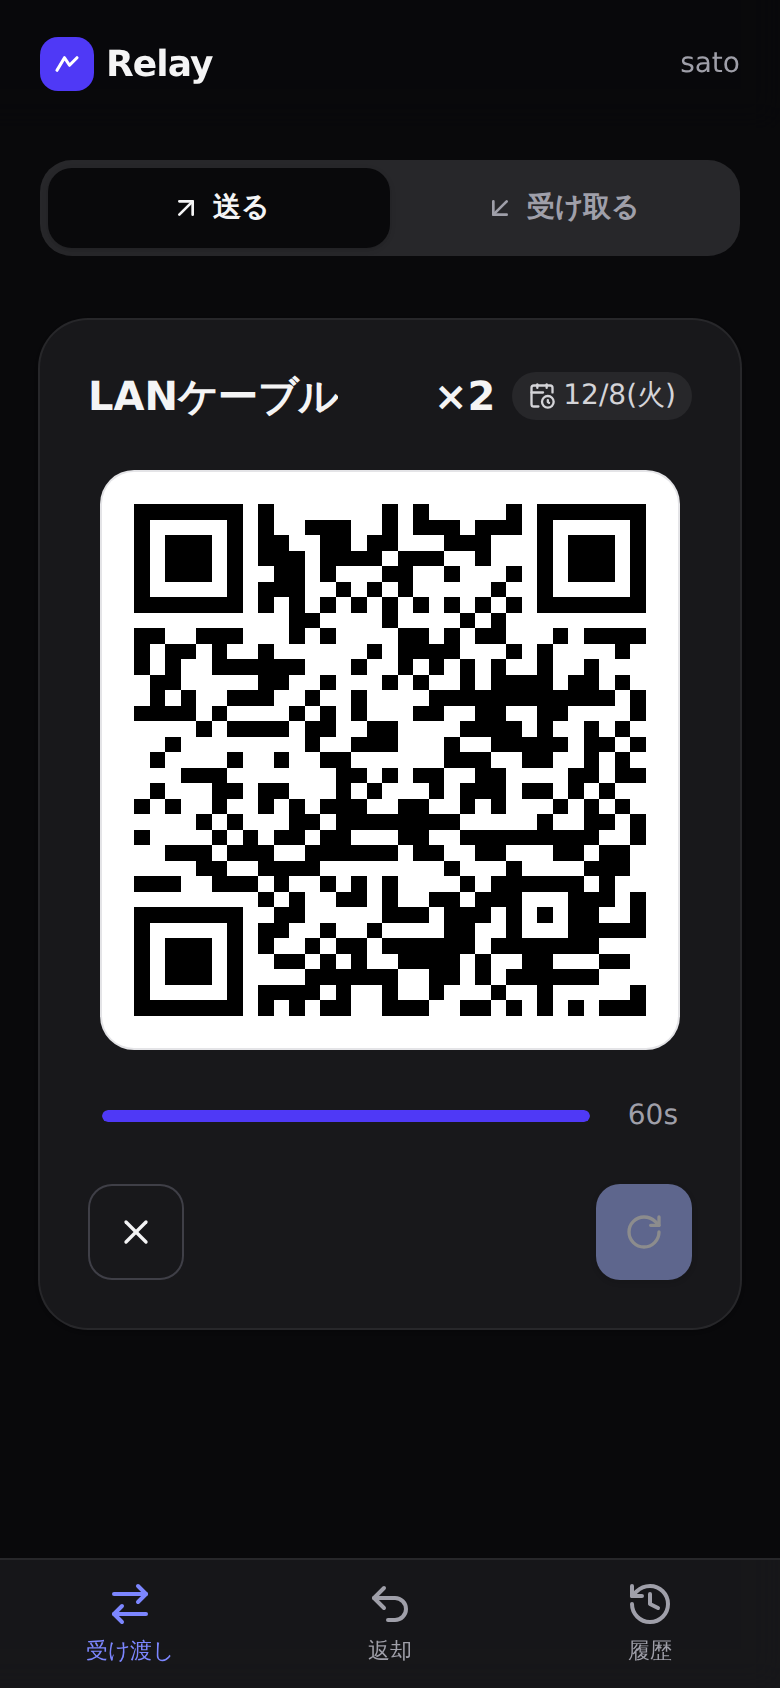 Relay
sato
送る
受け取る
LANケーブル ×2 12/8(火)
60s
受け渡し
返却
履歴